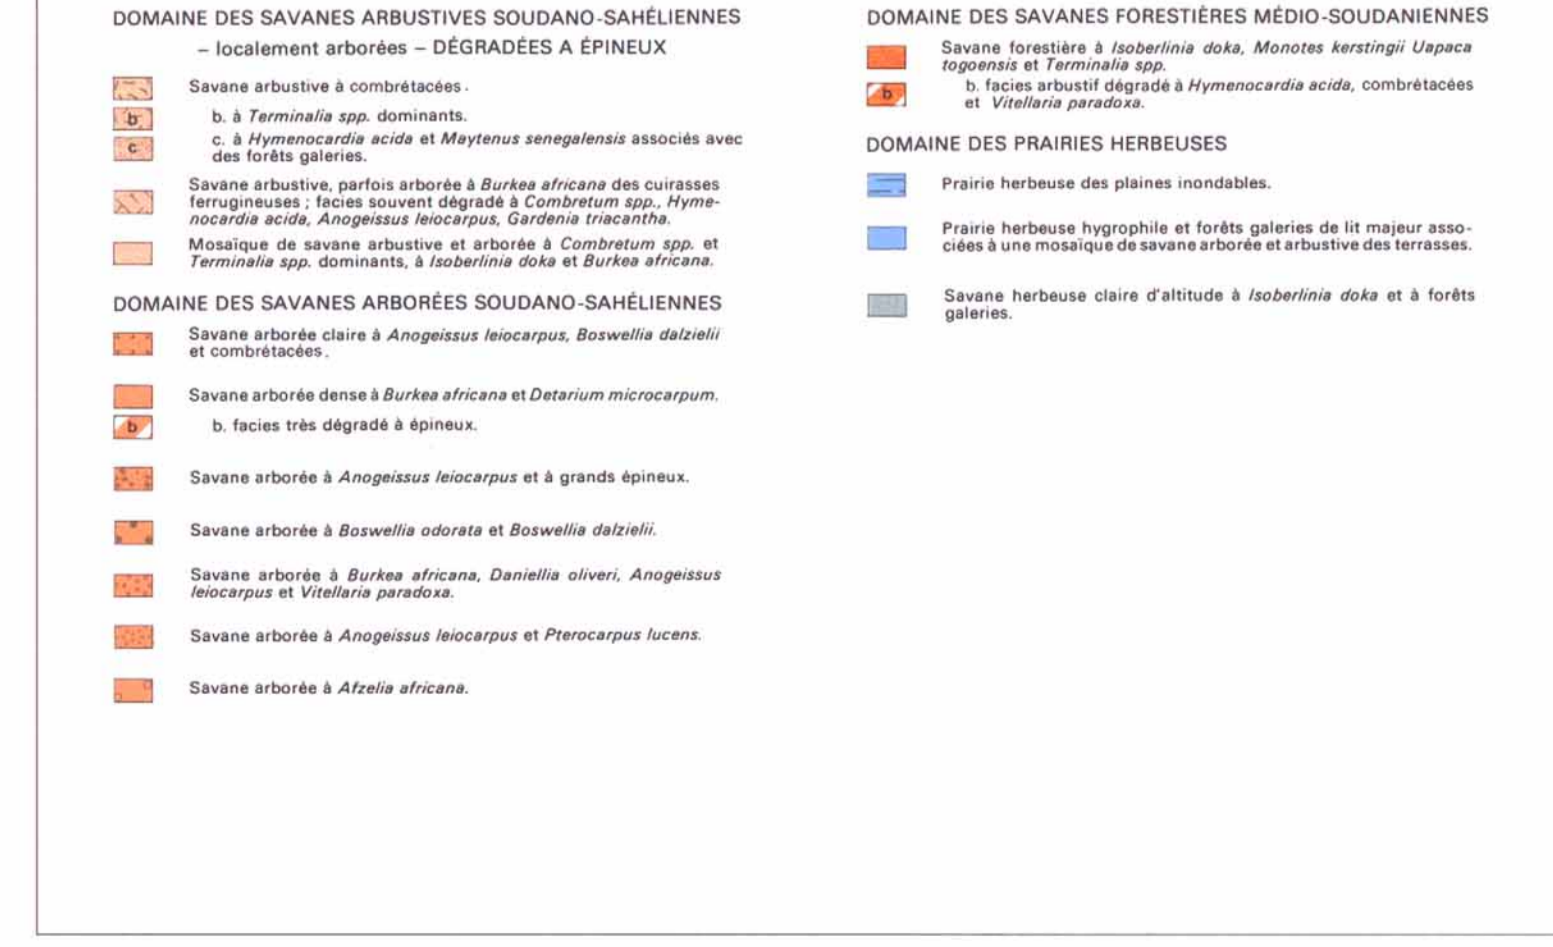 DOMAINE DES SAVANES ARBUSTIVES SOUDANO-SAHÉLIENNES
– localement arborées – DÉGRADÉES A ÉPINEUX
Savane arbustive à combrétacées.
b
b. à Terminalia spp. dominants.
c
c. à Hymenocardia acida et Maytenus senegalensis associés avec
des forêts galeries.
Savane arbustive, parfois arborée à Burkea africana des cuirasses
ferrugineuses ; facies souvent dégradé à Combretum spp., Hyme-
nocardia acida, Anogeissus leiocarpus, Gardenia triacantha.
Mosaïque de savane arbustive et arborée à Combretum spp. et
Terminalia spp. dominants, à Isoberlinia doka et Burkea africana.
DOMAINE DES SAVANES ARBORÉES SOUDANO-SAHÉLIENNES
Savane arborée claire à Anogeissus leiocarpus, Boswellia dalzielii
et combrétacées.
Savane arborée dense à Burkea africana et Detarium microcarpum.
b
b. facies très dégradé à épineux.
Savane arborée à Anogeissus leiocarpus et à grands épineux.
Savane arborée à Boswellia odorata et Boswellia dalzielii.
Savane arborée à Burkea africana, Daniellia oliveri, Anogeissus
leiocarpus et Vitellaria paradoxa.
Savane arborée à Anogeissus leiocarpus et Pterocarpus lucens.
Savane arborée à Afzelia africana.
DOMAINE DES SAVANES FORESTIÈRES MÉDIO-SOUDANIENNES
Savane forestière à Isoberlinia doka, Monotes kerstingii Uapaca
togoensis et Terminalia spp.
b
b. facies arbustif dégradé à Hymenocardia acida, combrétacées
et Vitellaria paradoxa.
DOMAINE DES PRAIRIES HERBEUSES
Prairie herbeuse des plaines inondables.
Prairie herbeuse hygrophile et forêts galeries de lit majeur asso-
ciées à une mosaïque de savane arborée et arbustive des terrasses.
Savane herbeuse claire d'altitude à Isoberlinia doka et à forêts
galeries.